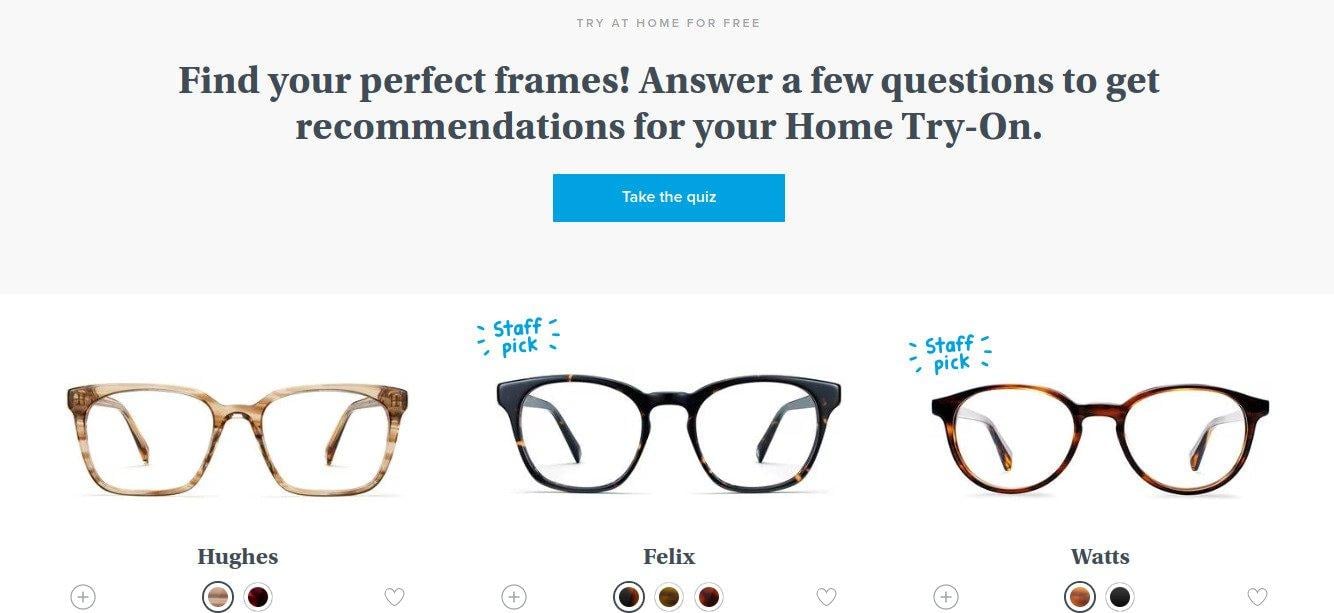 TRY AT HOME FOR FREE
Find your perfect frames! Answer a few questions to get
recommendations for your Home Try-On.
Take the quiz
Staff
pick
Staff
pick
Hughes
Felix
Watts